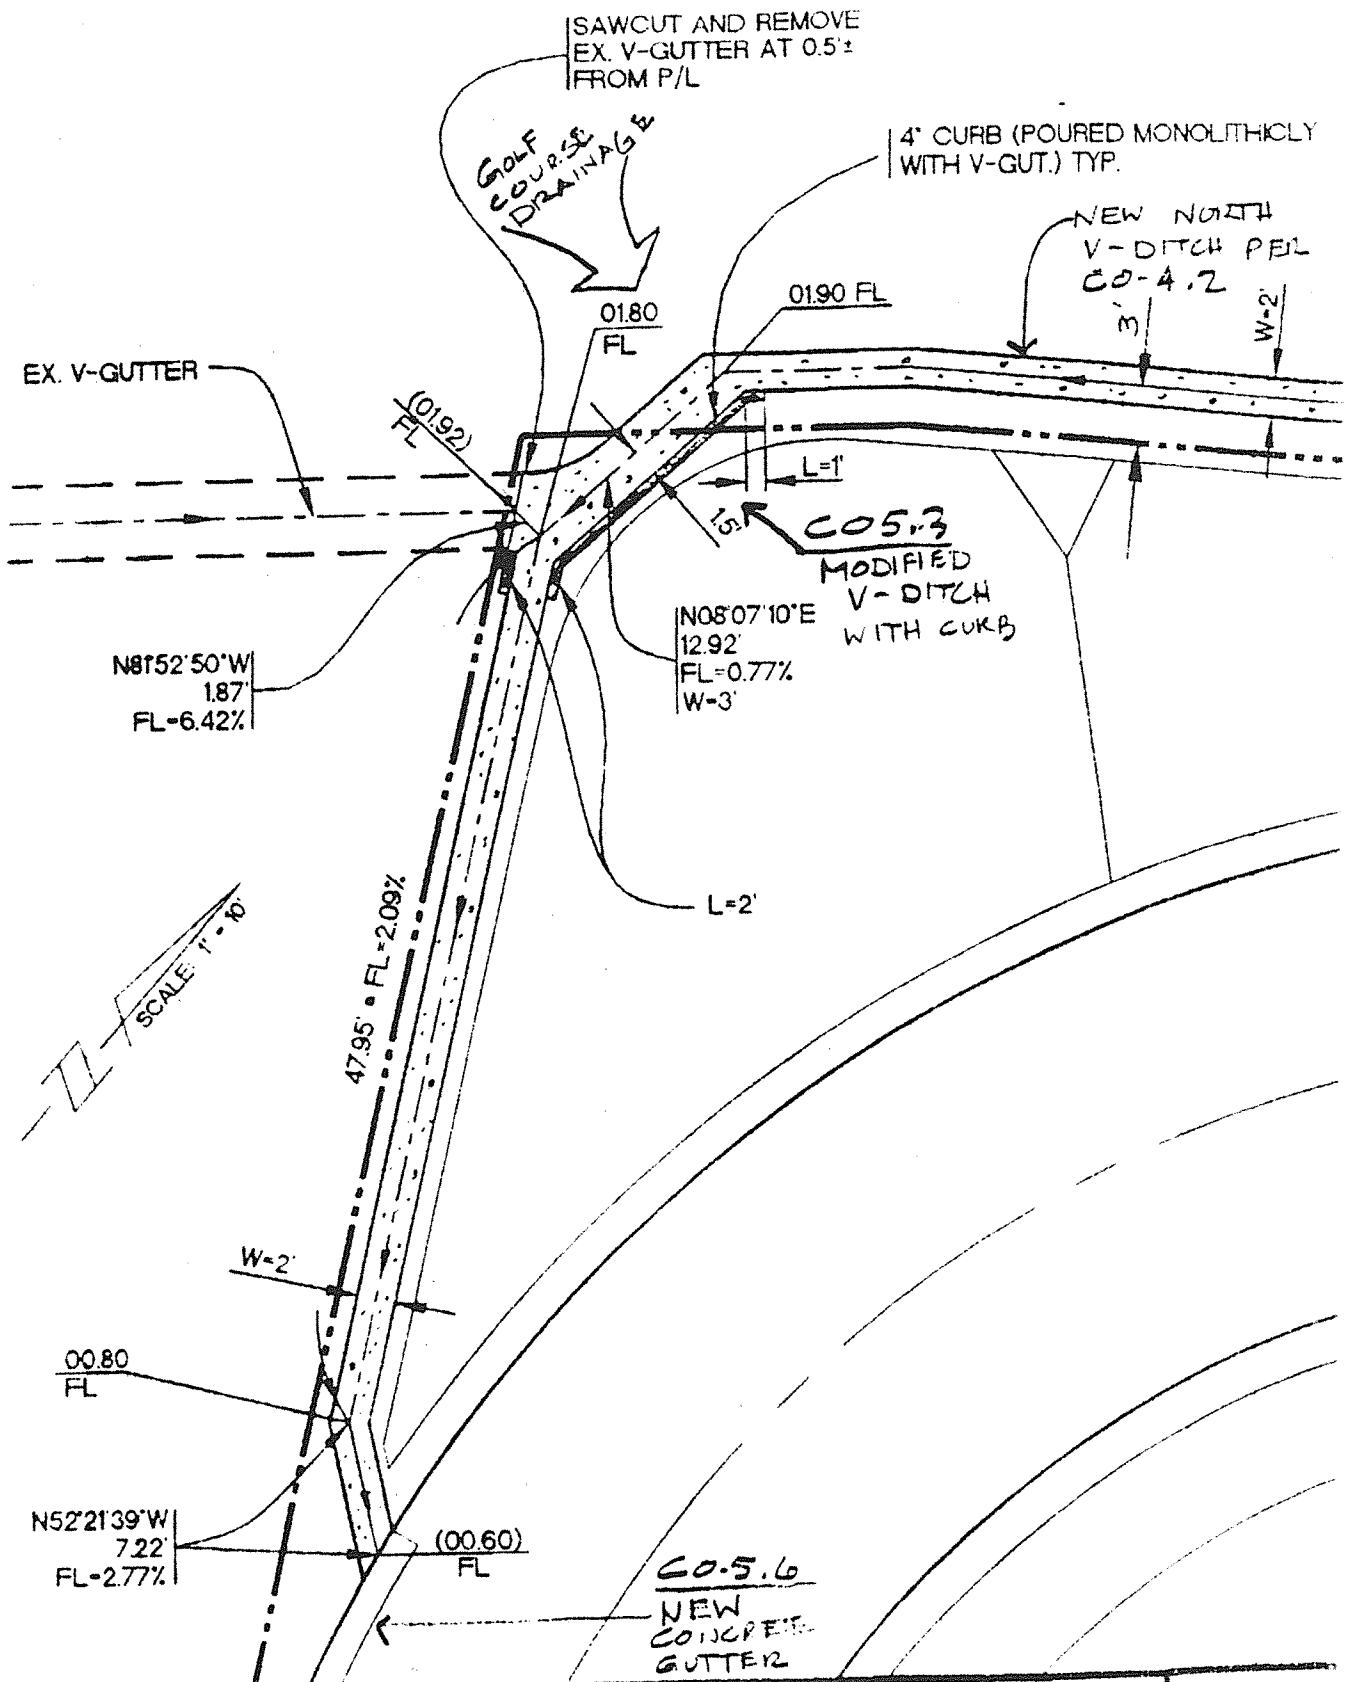 SAWCUT AND REMOVE
EX. V-GUTTER AT 0.5'±
FROM P/L
GOLF
COURSE
DRAINAGE
4" CURB (POURED MONOLITHICLY
WITH V-GUT.) TYP.
NEW NORTH
V-DITCH PER
CO-4.2
3'
W=2'
01.80
FL
01.90 FL
EX. V-GUTTER
(01.92)
FL
L=1'
1.5'
CO5.3
MODIFIED
V-DITCH
WITH CURB
N08°07'10"E
12.92'
FL=0.77%
W=3'
N81°52'50"W
1.87'
FL=6.42%
L=2'
47.95' - FL=2.09%
SCALE: 1" = 10'
W=2'
00.80
FL
N52°21'39"W
7.22'
FL=2.77%
(00.60)
FL
CO-5.6
NEW
CONCRETE
GUTTER